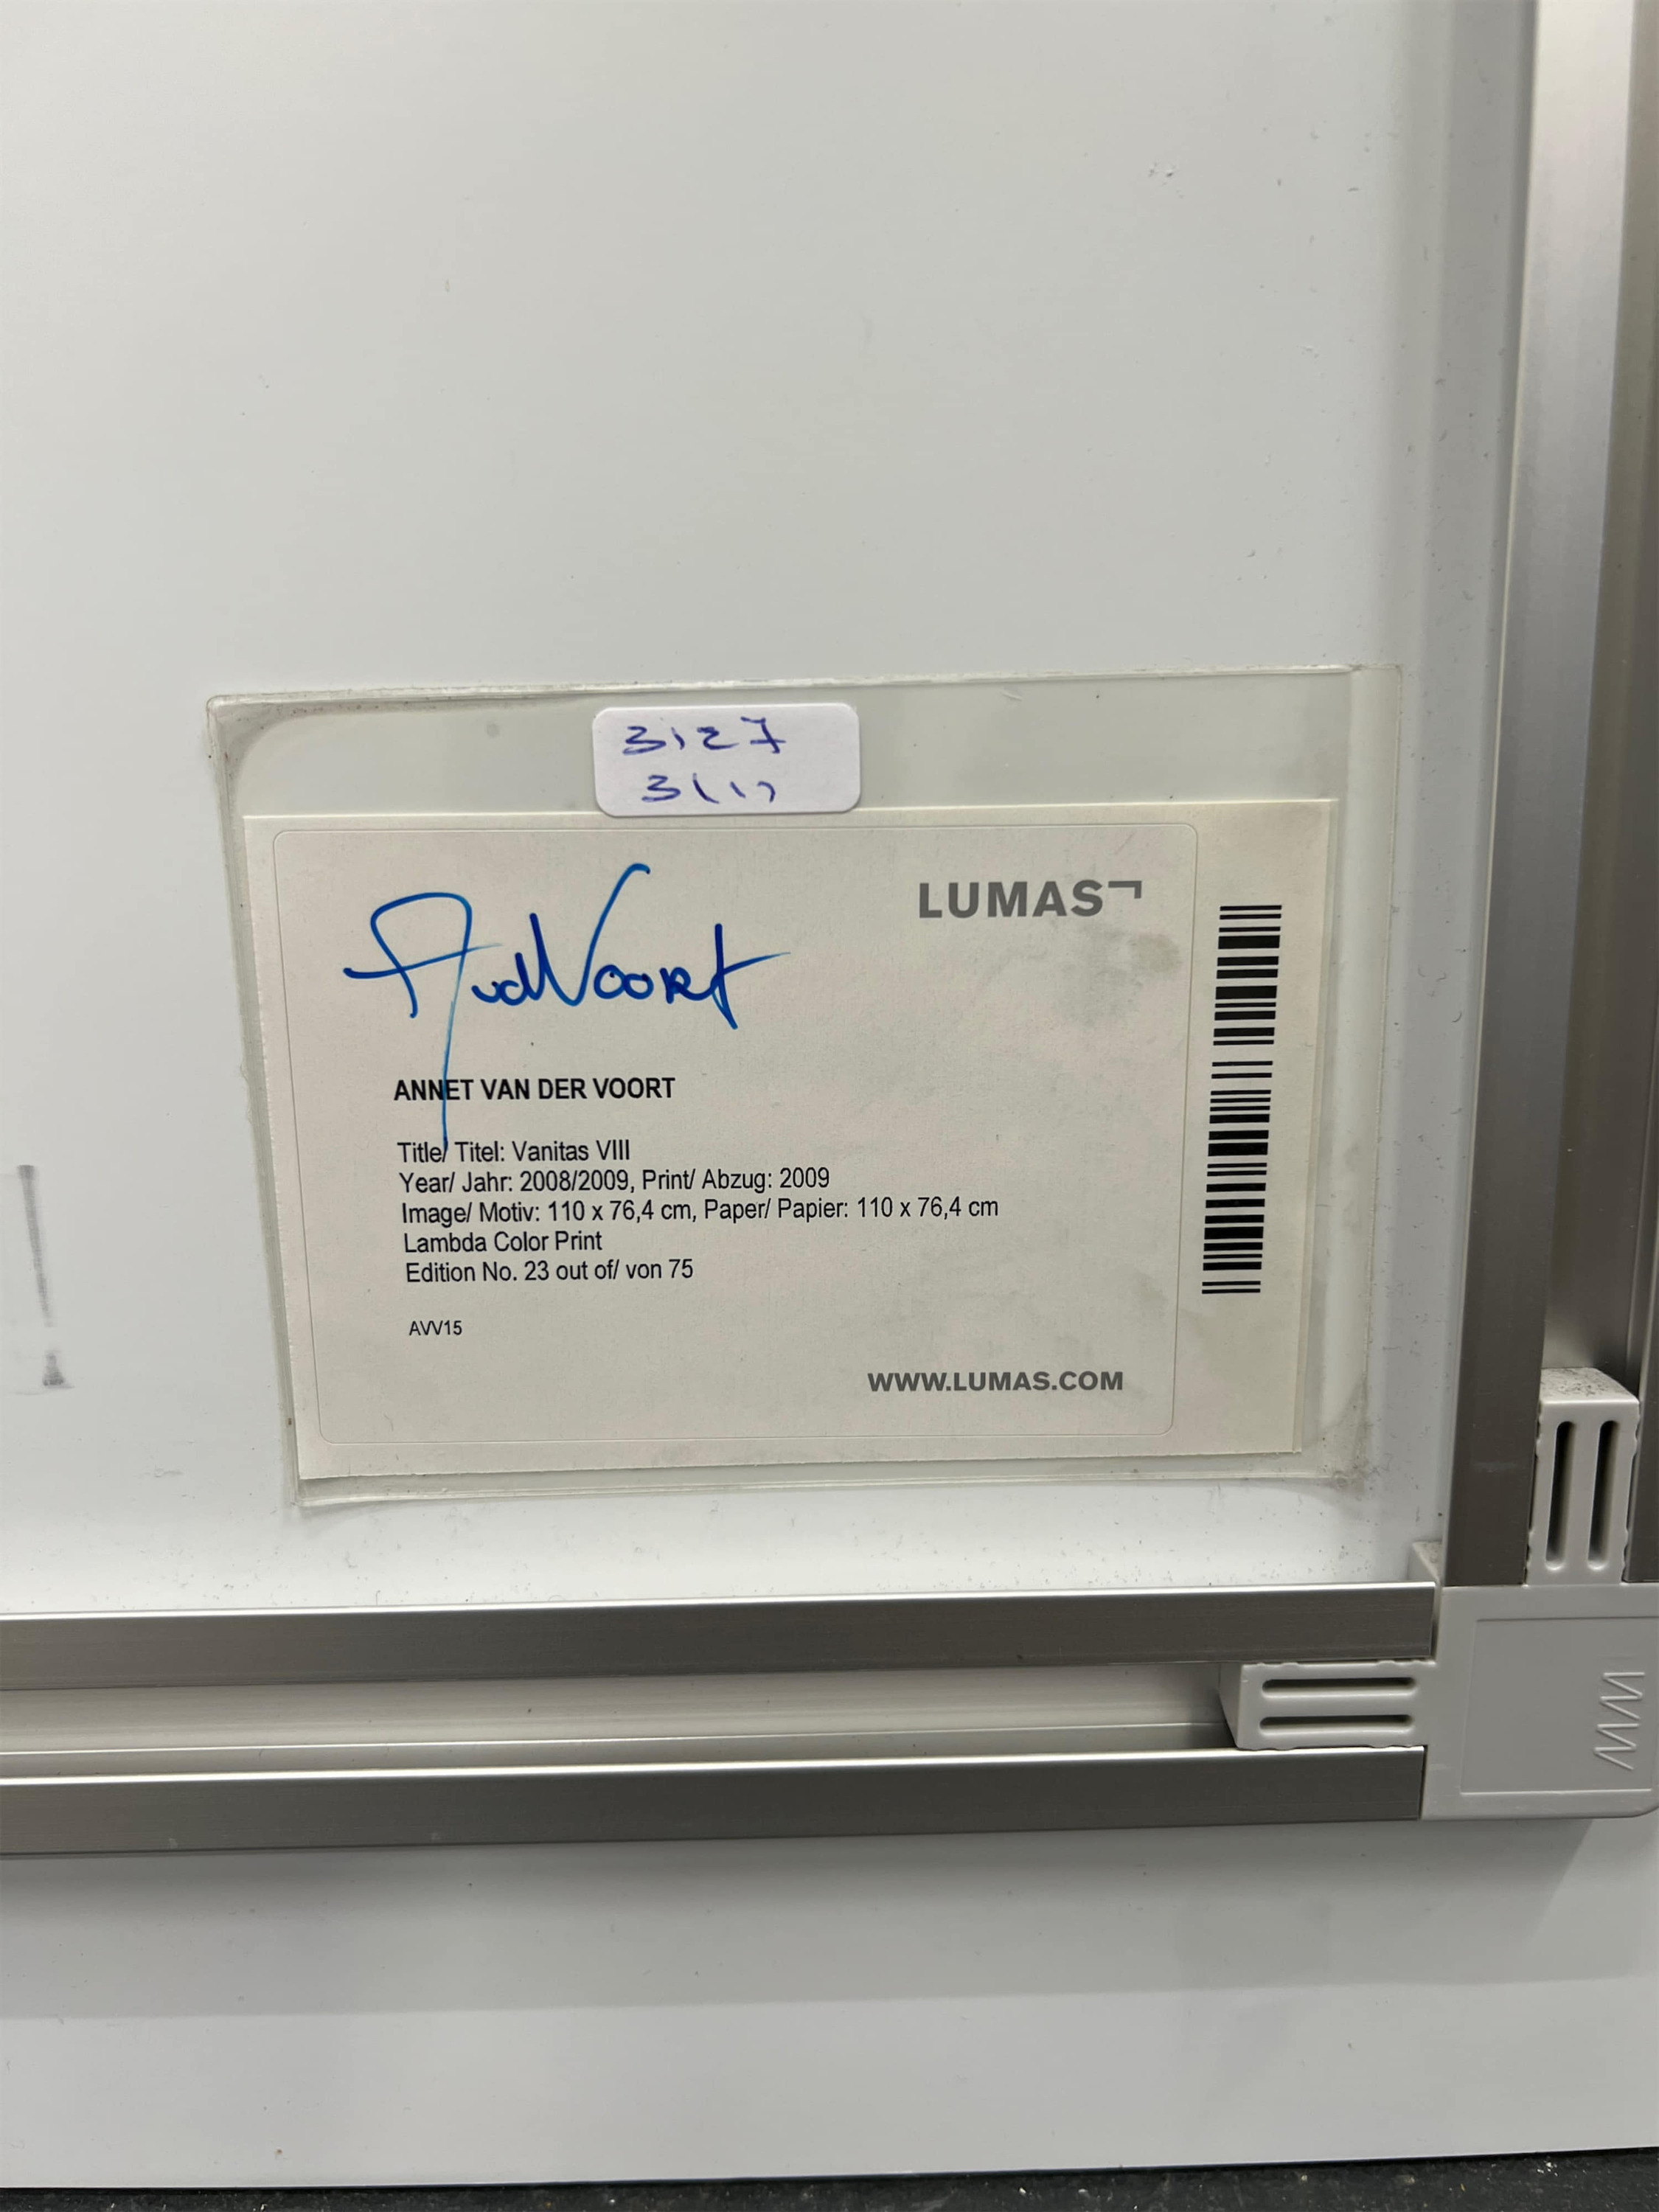 3127
LUMAS
AvdVoort
ANNET VAN DER VOORT
Title/ Titel: Vanitas VIII
Year/ Jahr: 2008/2009, Print/ Abzug: 2009
Image/ Motiv: 110 x 76,4 cm, Paper/ Papier: 110 x 76,4 cm
Lambda Color Print
Edition No. 23 out of/ von 75
AVV15
WWW.LUMAS.COM